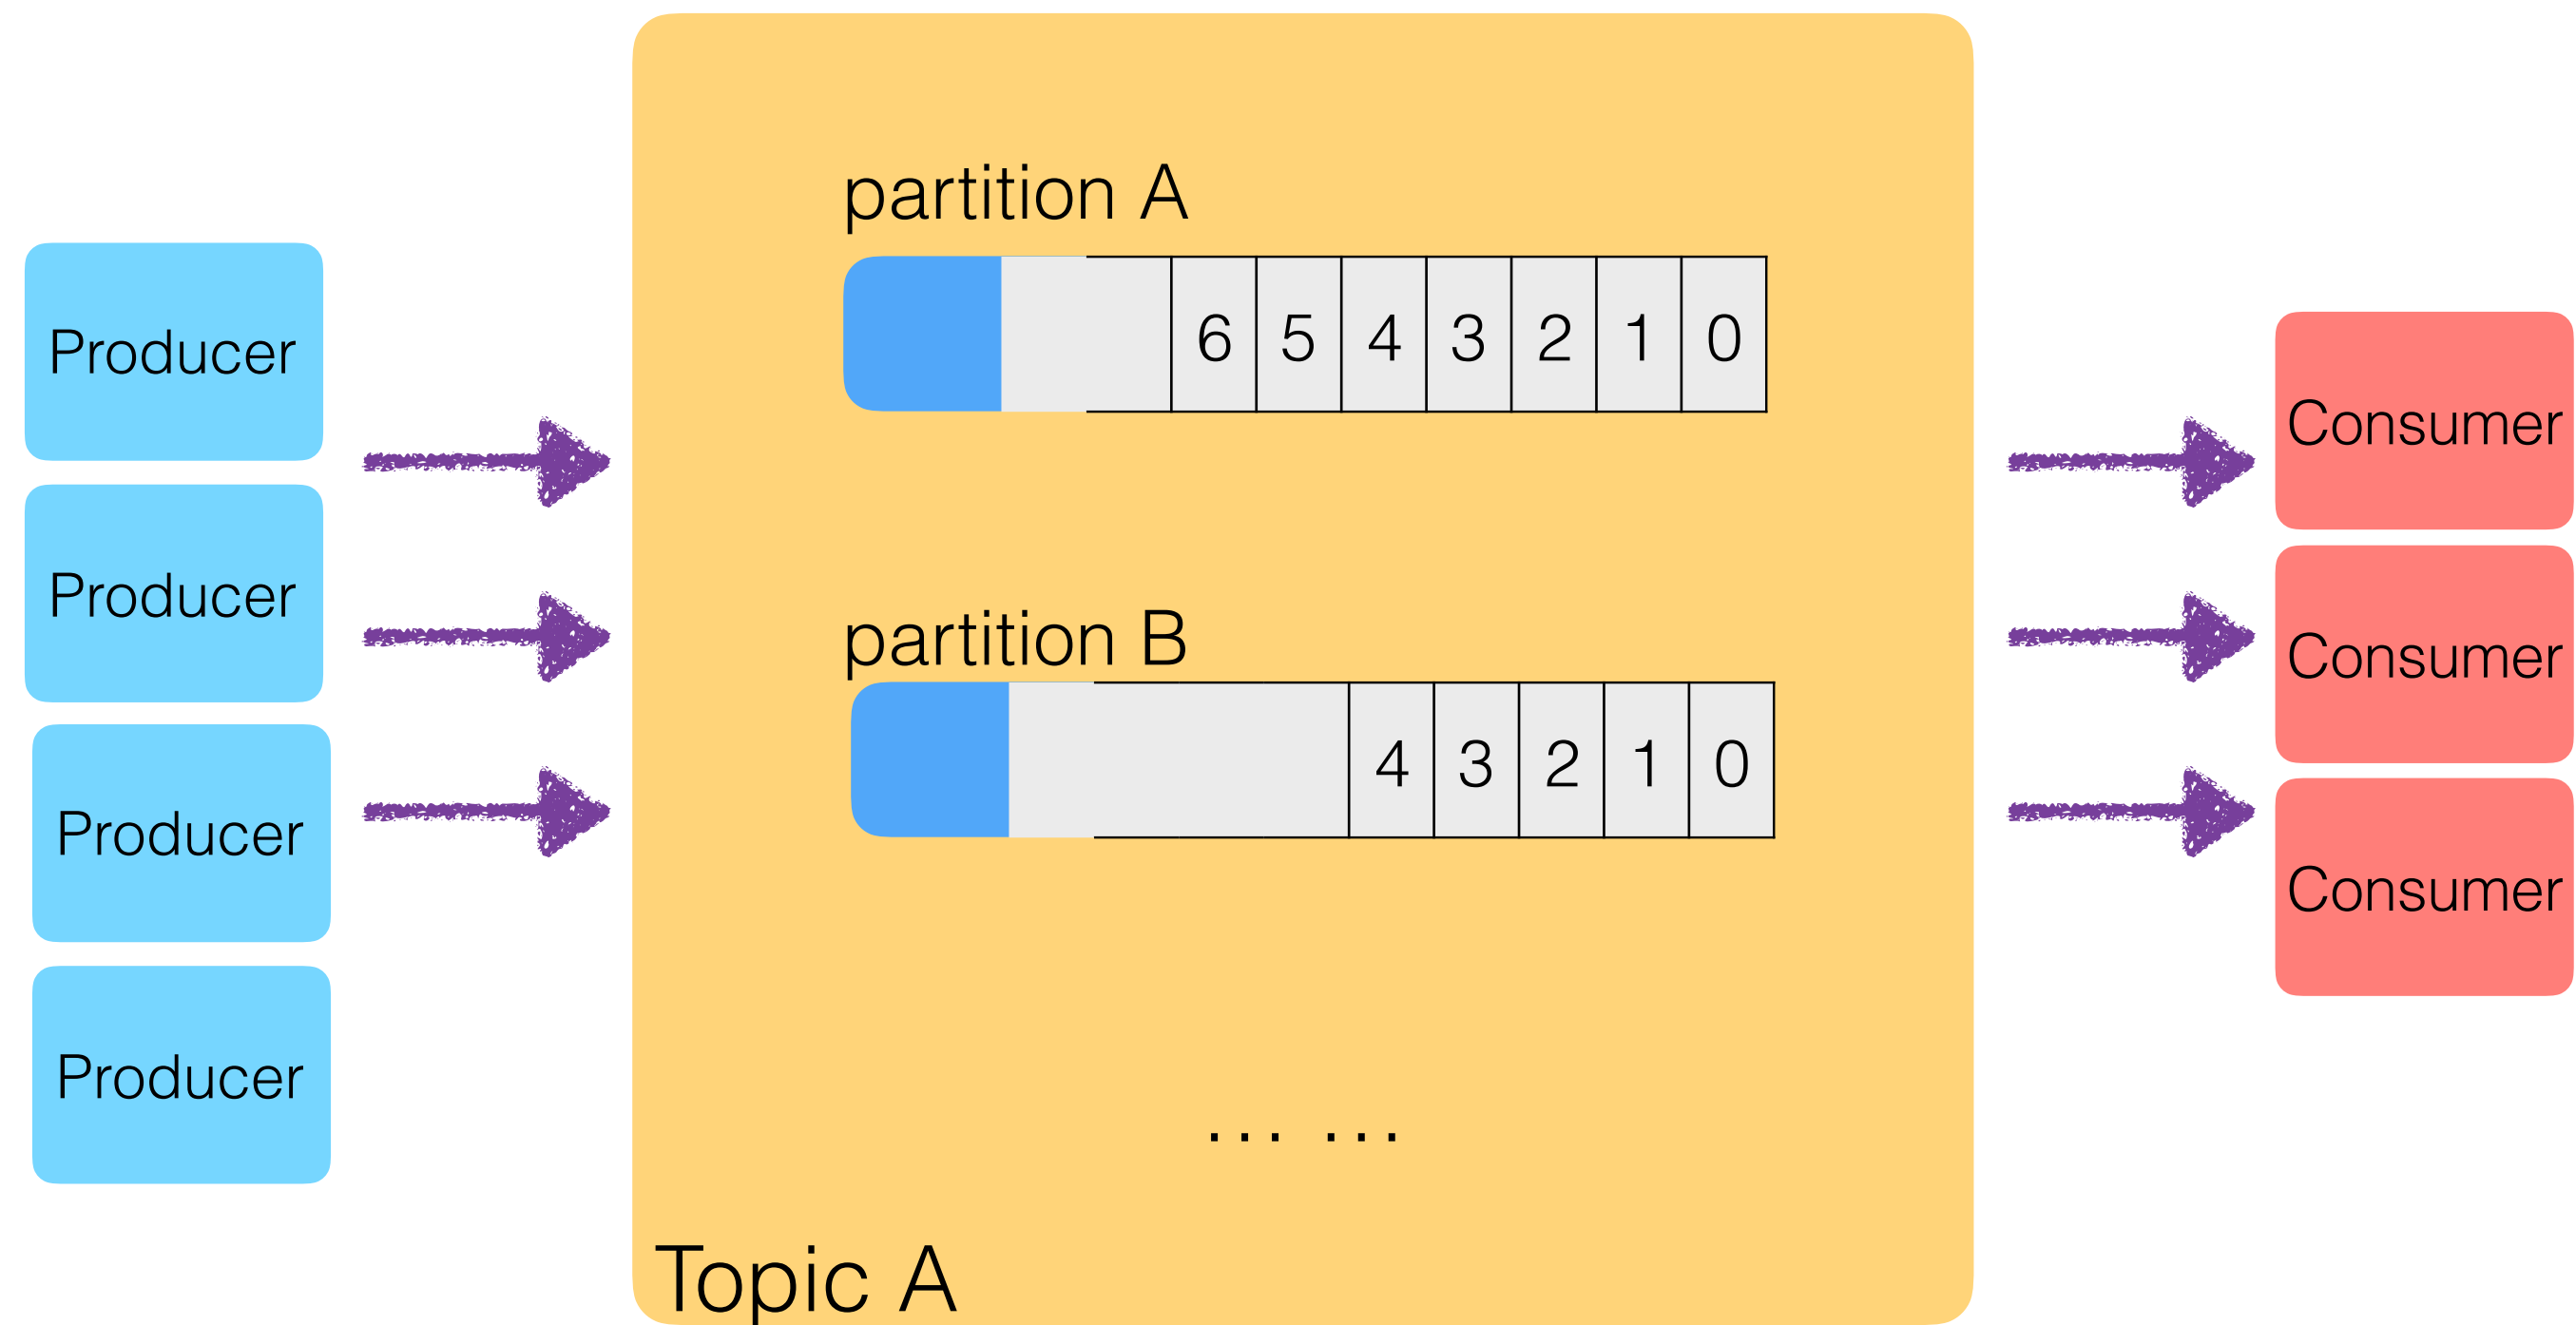 Producer
Producer
Producer
Producer
partition A
6 5 4 3 2 1 0
partition B
4 3 2 1 0
... ...
Topic A
Consumer
Consumer
Consumer